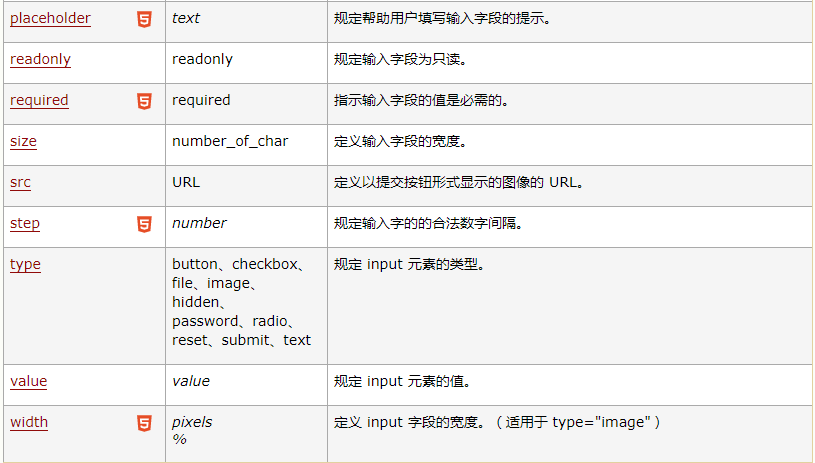 placeholder text 规定帮助用户填写输入字段的提示。
readonly readonly 规定输入字段为只读。
required required 指示输入字段的值是必需的。
size number_of_char 定义输入字段的宽度。
src URL 定义以提交按钮形式显示的图像的 URL。
step number 规定输入字的的合法数字间隔。
type button、checkbox、 规定 input 元素的类型。
file、image、
hidden、
password、radio、
reset、submit、text
value value 规定 input 元素的值。
width pixels 定义 input 字段的宽度。（适用于 type="image"）
%